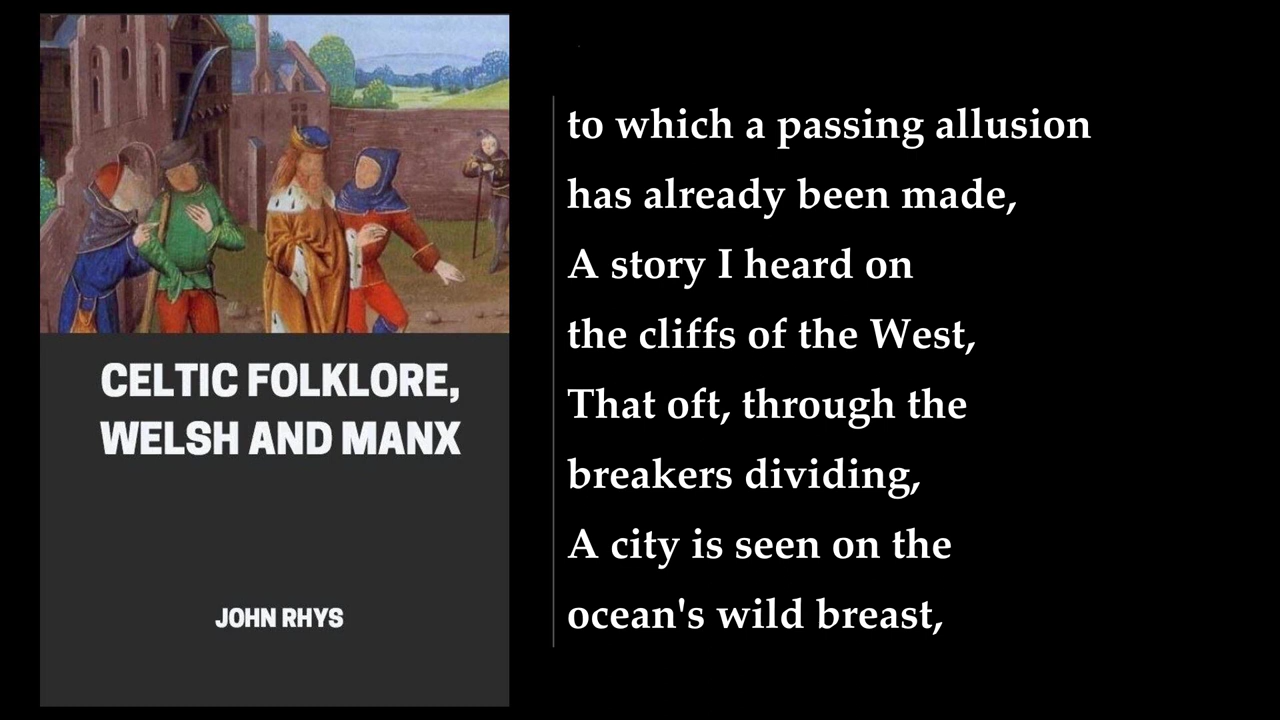 CELTIC FOLKLORE,
WELSH AND MANX
JOHN RHYS
to which a passing allusion
has already been made,
A story I heard on
the cliffs of the West,
That oft, through the
breakers dividing,
A city is seen on the
ocean's wild breast,